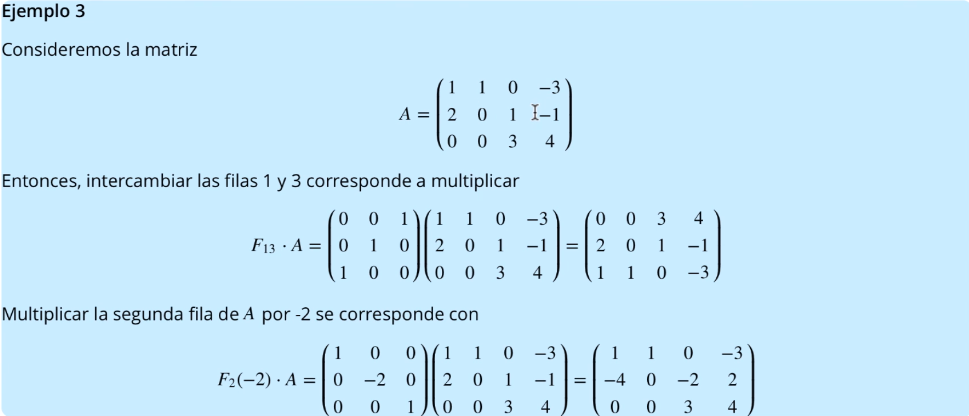 Ejemplo 3
Consideremos la matriz
A = \begin{pmatrix} 1 & 1 & 0 & -3 \\ 2 & 0 & 1 & -1 \\ 0 & 0 & 3 & 4 \end{pmatrix}
Entonces, intercambiar las filas 1 y 3 corresponde a multiplicar
F_{13} \cdot A = \begin{pmatrix} 0 & 0 & 1 \\ 0 & 1 & 0 \\ 1 & 0 & 0 \end{pmatrix} \begin{pmatrix} 1 & 1 & 0 & -3 \\ 2 & 0 & 1 & -1 \\ 0 & 0 & 3 & 4 \end{pmatrix} = \begin{pmatrix} 0 & 0 & 3 & 4 \\ 2 & 0 & 1 & -1 \\ 1 & 1 & 0 & -3 \end{pmatrix}
Multiplicar la segunda fila de A por -2 se corresponde con
F_2(-2) \cdot A = \begin{pmatrix} 1 & 0 & 0 \\ 0 & -2 & 0 \\ 0 & 0 & 1 \end{pmatrix} \begin{pmatrix} 1 & 1 & 0 & -3 \\ 2 & 0 & 1 & -1 \\ 0 & 0 & 3 & 4 \end{pmatrix} = \begin{pmatrix} 1 & 1 & 0 & -3 \\ -4 & 0 & -2 & 2 \\ 0 & 0 & 3 & 4 \end{pmatrix}